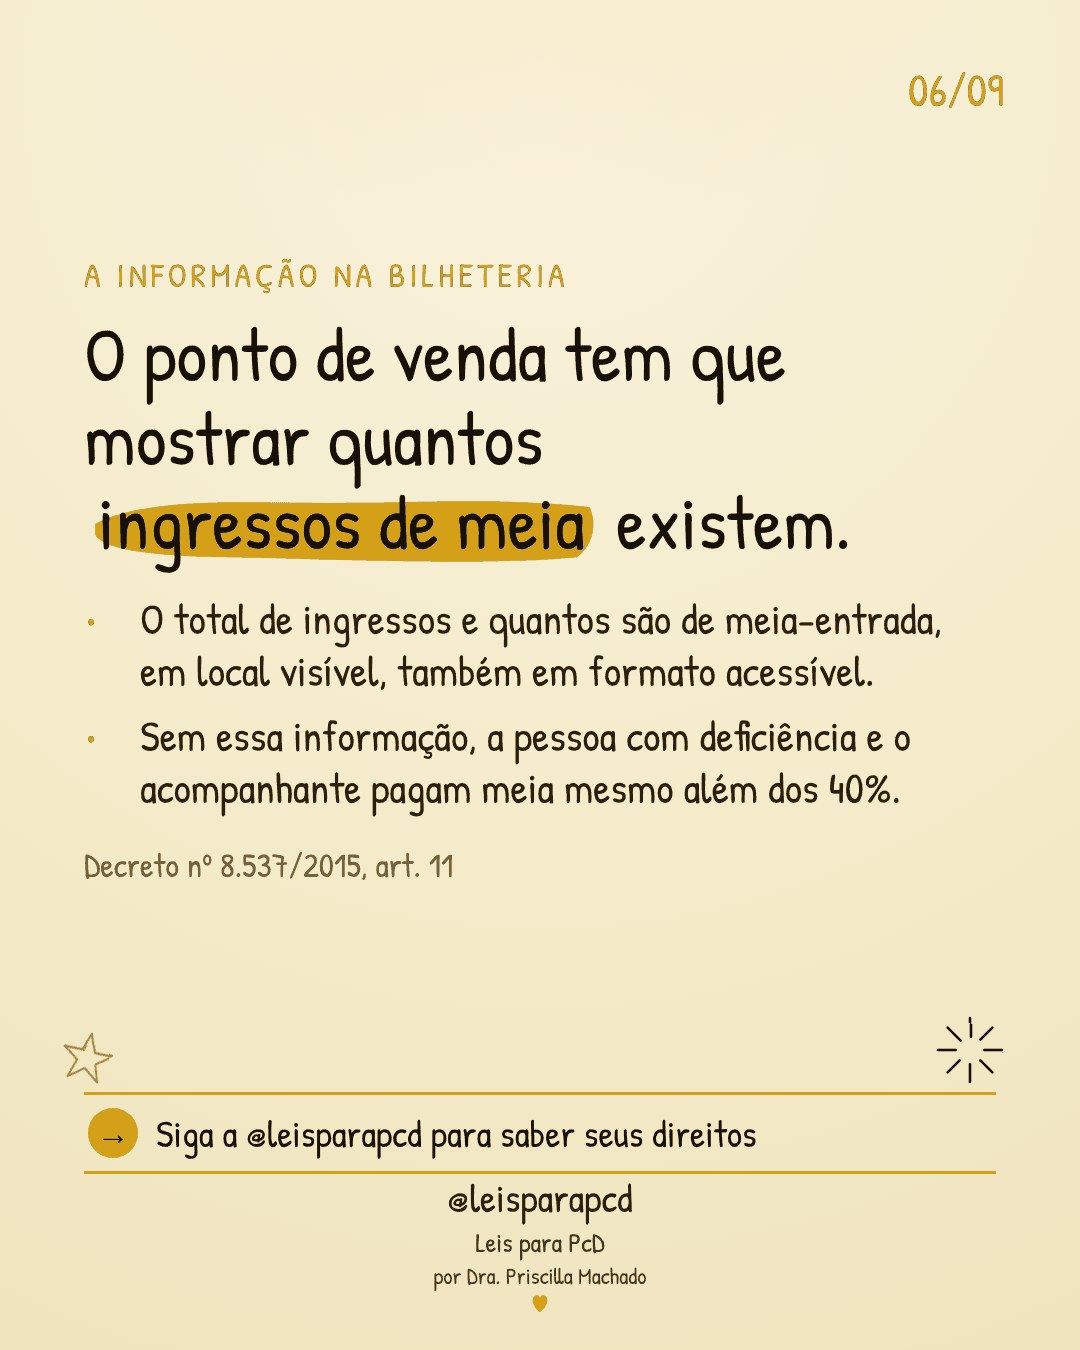 06/09
A INFORMAÇÃO NA BILHETERIA
O ponto de venda tem que
mostrar quantos
ingressos de meia existem.
• O total de ingressos e quantos são de meia-entrada,
em local visível, também em formato acessível.
• Sem essa informação, a pessoa com deficiência e o
acompanhante pagam meia mesmo além dos 40%.
Decreto nº 8.537/2015, art. 11
→ Siga a @leisparapcd para saber seus direitos
@leisparapcd
Leis para PcD
por Dra. Priscilla Machado